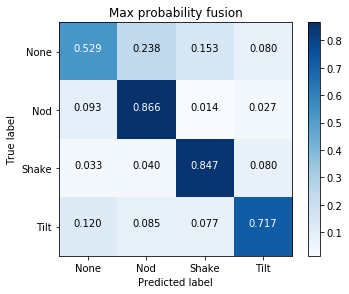 Max probability fusion
None 0.529 0.238 0.153 0.080
Nod 0.093 0.866 0.014 0.027
Shake 0.033 0.040 0.847 0.080
Tilt 0.120 0.085 0.077 0.717
None Nod Shake Tilt
Predicted label
True label
0.8
0.7
0.6
0.5
0.4
0.3
0.2
0.1